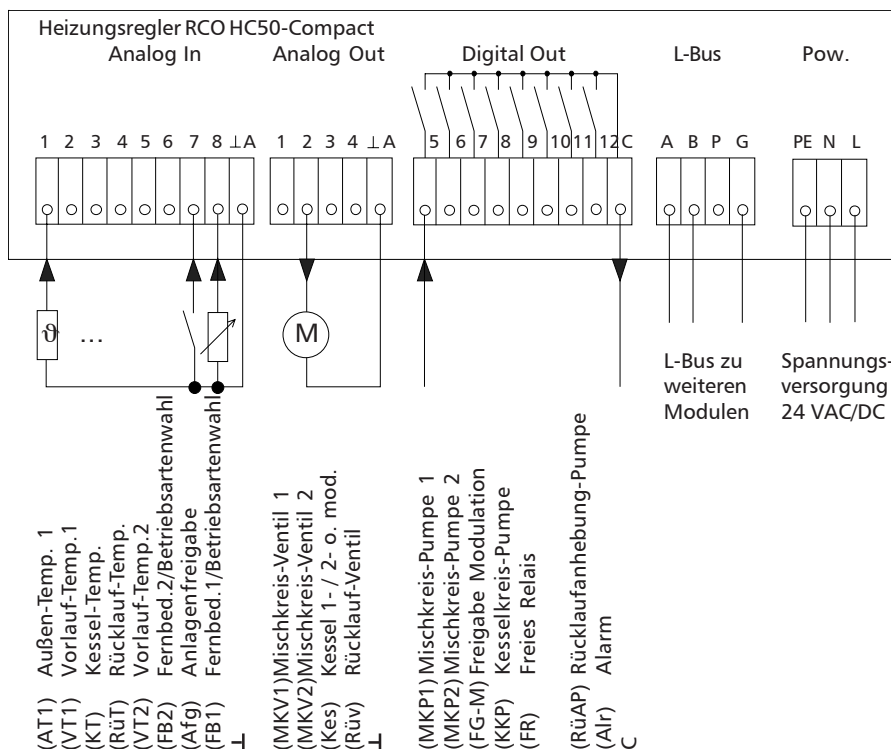 Heizungsregler RCO HC50-Compact
Analog In
Analog Out
Digital Out
L-Bus
Pow.
1 2 3 4 5 6 7 8 ⊥A
1 2 3 4 ⊥A
5 6 7 8 9 10 11 12 C
A B P G
PE N L
ϑ ...
M
L-Bus zu
weiteren
Modulen
Spannungs-
versorgung
24 VAC/DC
(AT1) Außen-Temp. 1
(VT1) Vorlauf-Temp.1
(KT) Kessel-Temp.
(RüT) Rücklauf-Temp.
(VT2) Vorlauf-Temp.2
(FB2) Fernbed.2/Betriebsartenwahl
(Afg) Anlagenfreigabe
(FB1) Fernbed.1/Betriebsartenwahl
⊥
(MKV1)Mischkreis-Ventil 1
(MKV2)Mischkreis-Ventil 2
(Kes) Kessel 1- / 2- o. mod.
(Rüv) Rücklauf-Ventil
⊥
(MKP1) Mischkreis-Pumpe 1
(MKP2) Mischkreis-Pumpe 2
(FG-M) Freigabe Modulation
(KKP) Kesselkreis-Pumpe
(FR) Freies Relais
(RüAP) Rücklaufanhebung-Pumpe
(Alr) Alarm
C